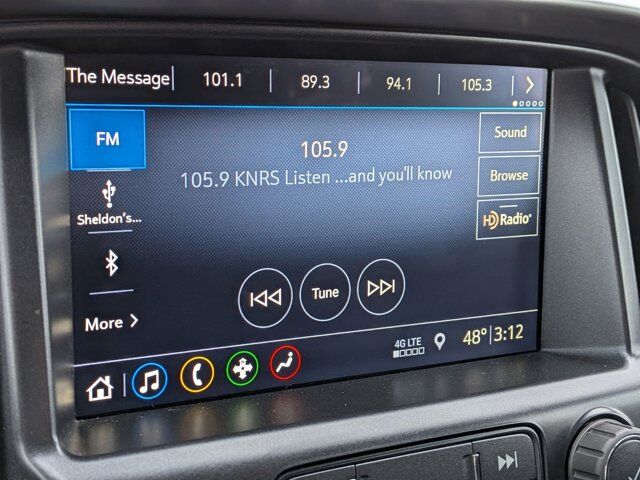 The Message 101.1 89.3 94.1 105.3
FM
105.9
Sound
105.9 KNRS Listen ...and you'll know
Browse
Sheldon's...
HD Radio
Tune
More
4G LTE
48° 3:12